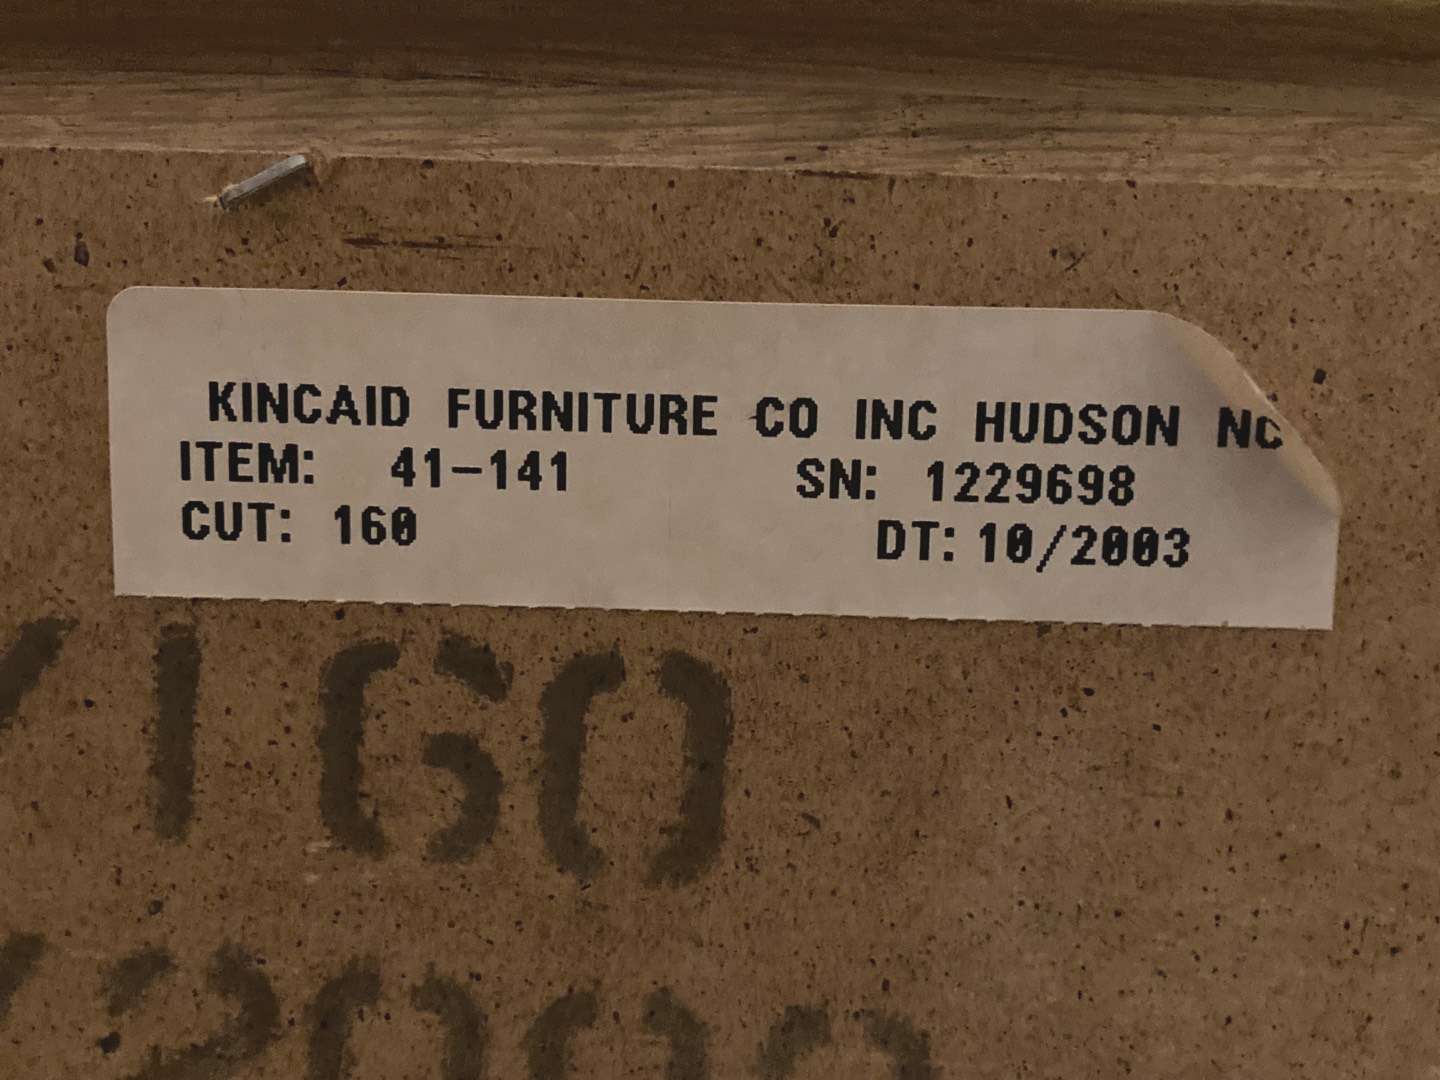 KINCAID FURNITURE CO INC HUDSON NC
ITEM: 41-141 SN: 1229698
CUT: 160 DT: 10/2003
/160